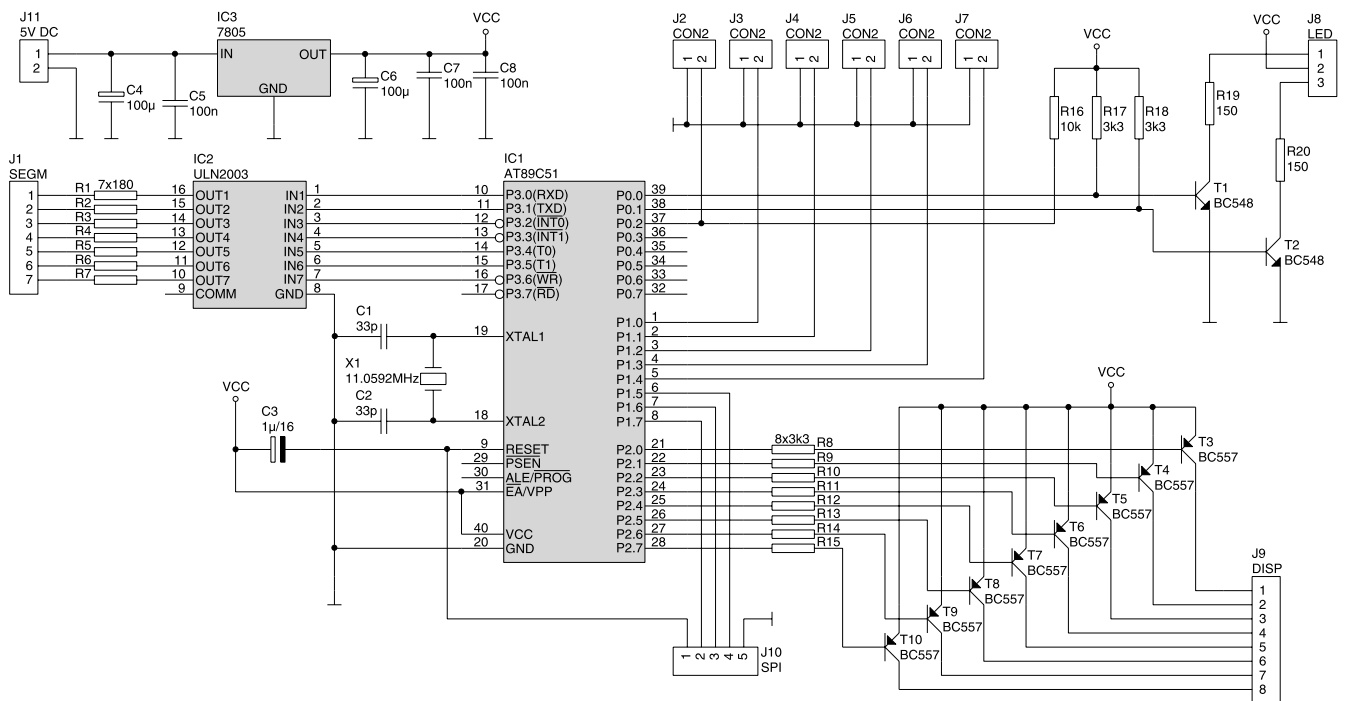 J11
5V DC
1
2
IC3
7805
IN
OUT
GND
C4
100µ
C5
100n
C6
100µ
C7
100n
C8
100n
VCC
J2
CON2
1
2
J3
CON2
1
2
J4
CON2
1
2
J5
CON2
1
2
J6
CON2
1
2
J7
CON2
1
2
VCC
R16
10k
R17
3k3
R18
3k3
VCC
J8
LED
1
2
3
R19
150
R20
150
T1
BC548
T2
BC548
J1
SEGM
1
2
3
4
5
6
7
7x180
R1
R2
R3
R4
R5
R6
R7
IC2
ULN2003
16 OUT1 IN1 1
15 OUT2 IN2 2
14 OUT3 IN3 3
13 OUT4 IN4 4
12 OUT5 IN5 5
11 OUT6 IN6 6
10 OUT7 IN7 7
9 COMM GND 8
IC1
AT89C51
10 P3.0(RXD) P0.0 39
11 P3.1(TXD) P0.1 38
12 P3.2(INT0) P0.2 37
13 P3.3(INT1) P0.3 36
14 P3.4(T0) P0.4 35
15 P3.5(T1) P0.5 34
16 P3.6(WR) P0.6 33
17 P3.7(RD) P0.7 32
P1.0 1
19 XTAL1 P1.1 2
P1.2 3
P1.3 4
P1.4 5
P1.5 6
P1.6 7
18 XTAL2 P1.7 8
9 RESET P2.0 21
29 PSEN P2.1 22
30 ALE/PROG P2.2 23
31 EA/VPP P2.3 24
P2.4 25
P2.5 26
40 VCC P2.6 27
20 GND P2.7 28
C1
33p
X1
11.0592MHz
C2
33p
VCC
C3
1µ/16
8x3k3
R8
R9
R10
R11
R12
R13
R14
R15
VCC
T3
BC557
T4
BC557
T5
BC557
T6
BC557
T7
BC557
T8
BC557
T9
BC557
T10
BC557
J9
DISP
1
2
3
4
5
6
7
8
1
2
3
4
5
J10
SPI